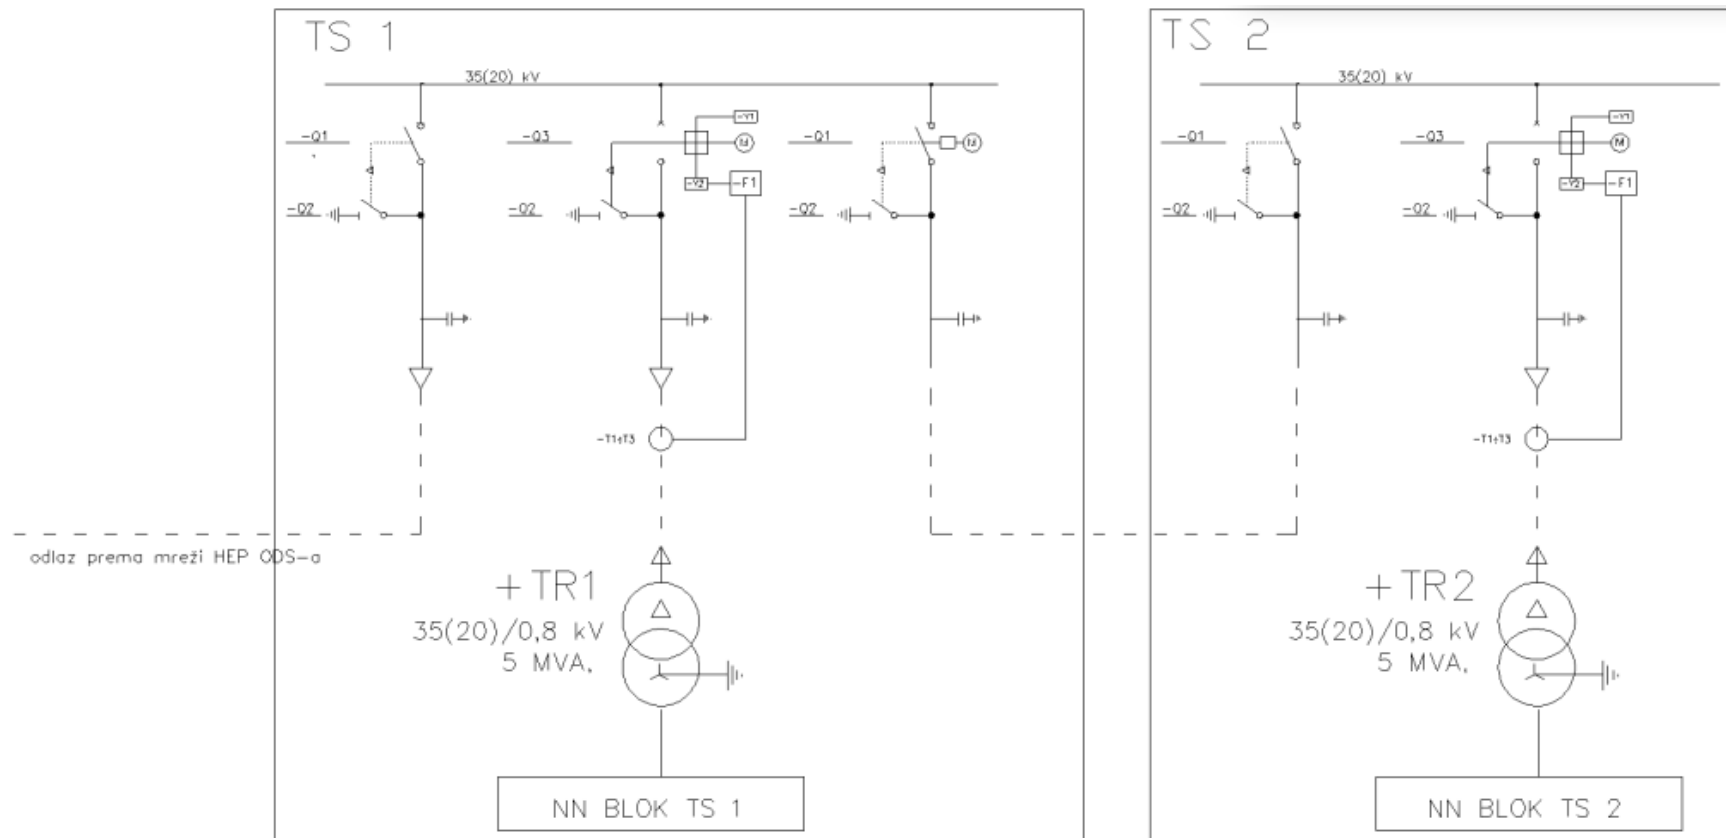 TS 1
TS 2
35(20) kV
35(20) kV
-Y1
-Y1
-Q1
-Q3
M
-Q1
M
-Q1
-Q3
M
-Y2
-F1
-Y2
-F1
-Q2
-Q2
-Q2
-Q2
-Q2
-T1÷T3
-T1÷T3
odlaz prema mreži HEP ODS-a
+TR1
35(20)/0,8 kV
5 MVA.
+TR2
35(20)/0,8 kV
5 MVA.
NN BLOK TS 1
NN BLOK TS 2